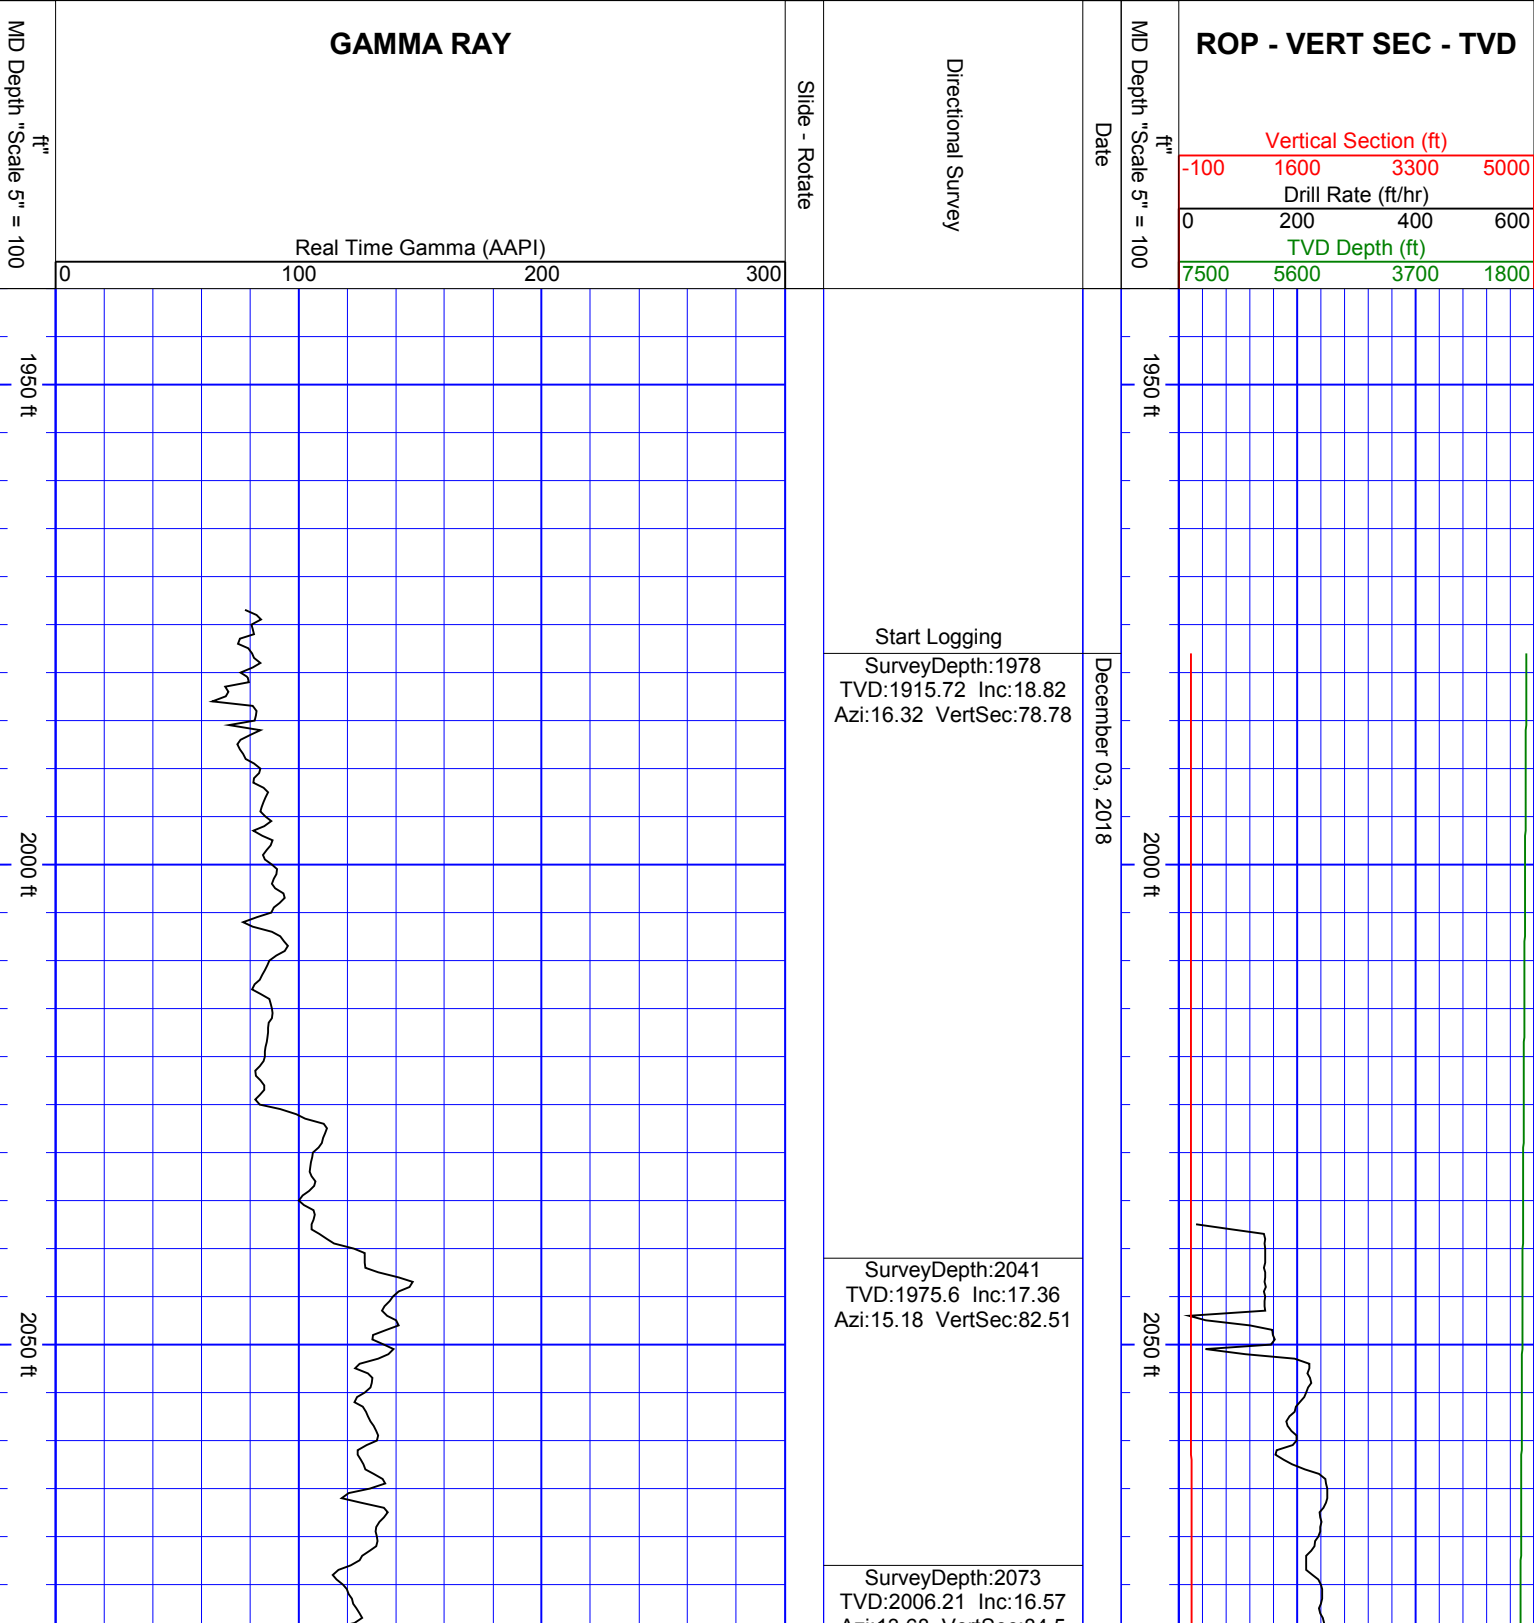 MD Depth "Scale 5" = 100
ft"
GAMMA RAY
Real Time Gamma (AAPI)
0 100 200 300
Slide - Rotate
Directional Survey
Date
MD Depth "Scale 5" = 100
ft"
ROP - VERT SEC - TVD
Vertical Section (ft)
-100 1600 3300 5000
Drill Rate (ft/hr)
0 200 400 600
TVD Depth (ft)
7500 5600 3700 1800
1950 ft
1950 ft
Start Logging
SurveyDepth:1978
TVD:1915.72 Inc:18.82
Azi:16.32 VertSec:78.78
December 03, 2018
2000 ft
2000 ft
SurveyDepth:2041
TVD:1975.6 Inc:17.36
Azi:15.18 VertSec:82.51
2050 ft
2050 ft
SurveyDepth:2073
TVD:2006.21 Inc:16.57